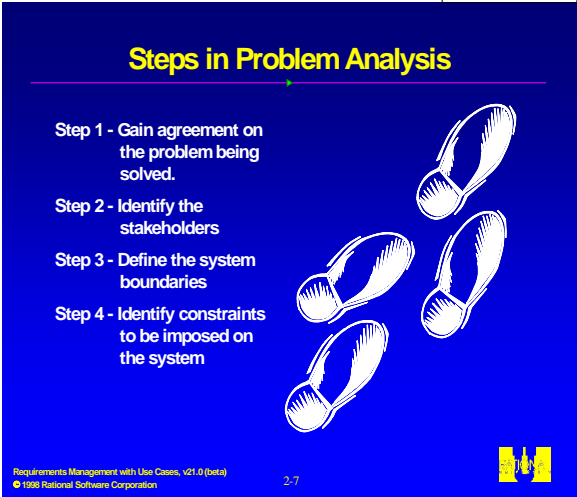 Steps in Problem Analysis
Step 1 - Gain agreement on
the problem being
solved.
Step 2 - Identify the
stakeholders
Step 3 - Define the system
boundaries
Step 4 - Identify constraints
to be imposed on
the system
Requirements Management with Use Cases, v21.0 (beta)
© 1998 Rational Software Corporation
2-7